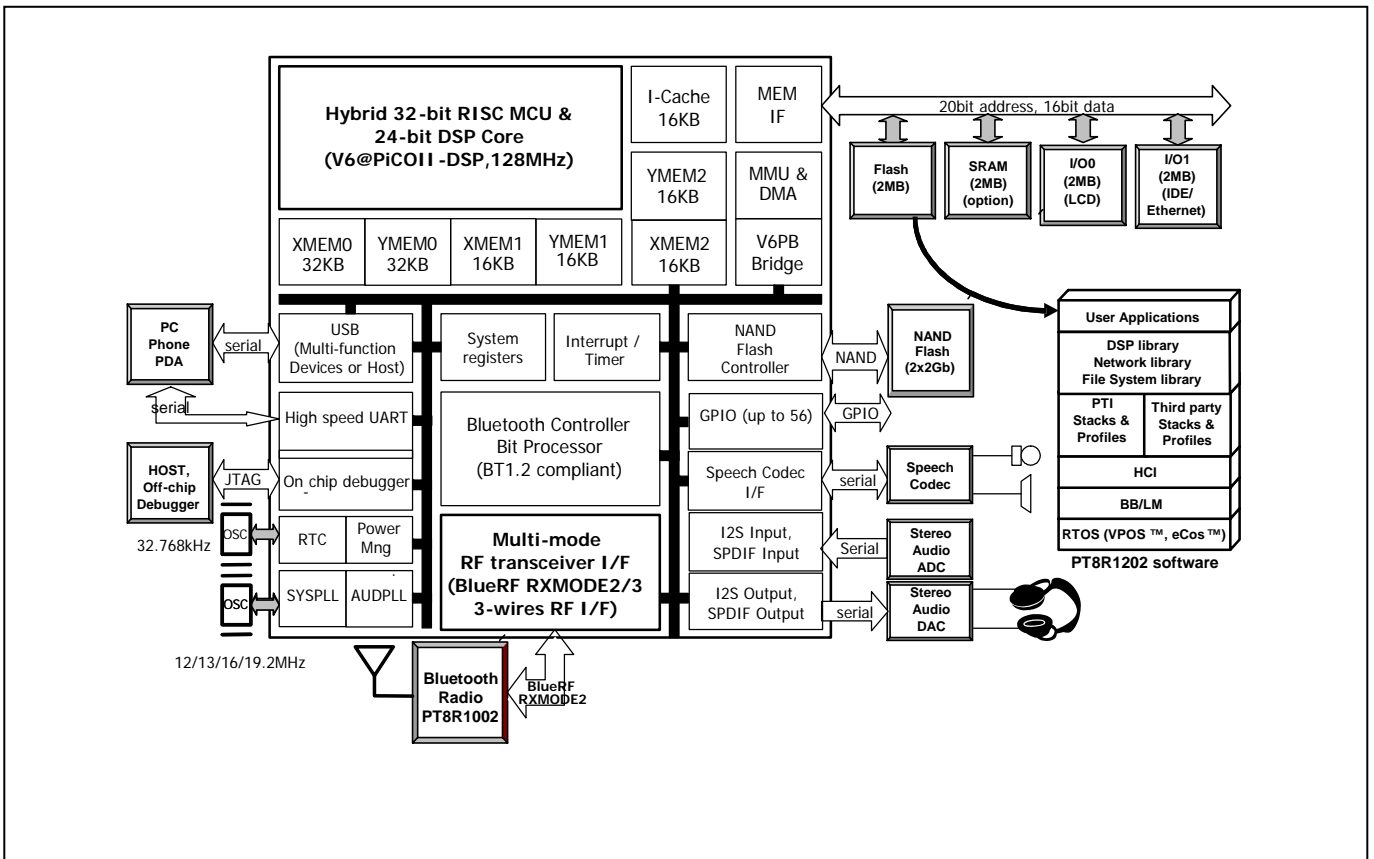 Hybrid 32-bit RISC MCU &
24-bit DSP Core
(V6@PiCOII-DSP,128MHz)
I-Cache
16KB
MEM
IF
20bit address, 16bit data
YMEM2
16KB
MMU &
DMA
Flash
(2MB)
SRAM
(2MB)
(option)
I/O0
(2MB)
(LCD)
I/O1
(2MB)
(IDE/
Ethernet)
XMEM0
32KB
YMEM0
32KB
XMEM1
16KB
YMEM1
16KB
XMEM2
16KB
V6PB
Bridge
PC
Phone
PDA
serial
serial
USB
(Multi-function
Devices or Host)
System
registers
Interrupt /
Timer
NAND
Flash
Controller
NAND
NAND
Flash
(2x2Gb)
High speed UART
Bluetooth Controller
Bit Processor
(BT1.2 compliant)
GPIO (up to 56)
GPIO
HOST,
Off-chip
Debugger
JTAG
On chip debugger
Speech Codec
I/F
serial
Speech
Codec
OSC
32.768kHz
RTC
Power
Mng
Multi-mode
RF transceiver I/F
(BlueRF RXMODE2/3
3-wires RF I/F)
I2S Input,
SPDIF Input
Serial
Stereo
Audio
ADC
OSC
12/13/16/19.2MHz
SYSPLL
AUDPLL
I2S Output,
SPDIF Output
serial
Stereo
Audio
DAC
Bluetooth
Radio
PT8R1002
BlueRF
RXMODE2
User Applications
DSP library
Network library
File System library
PTI
Stacks &
Profiles
Third party
Stacks &
Profiles
HCI
BB/LM
RTOS (VPOS ™, eCos ™)
PT8R1202 software